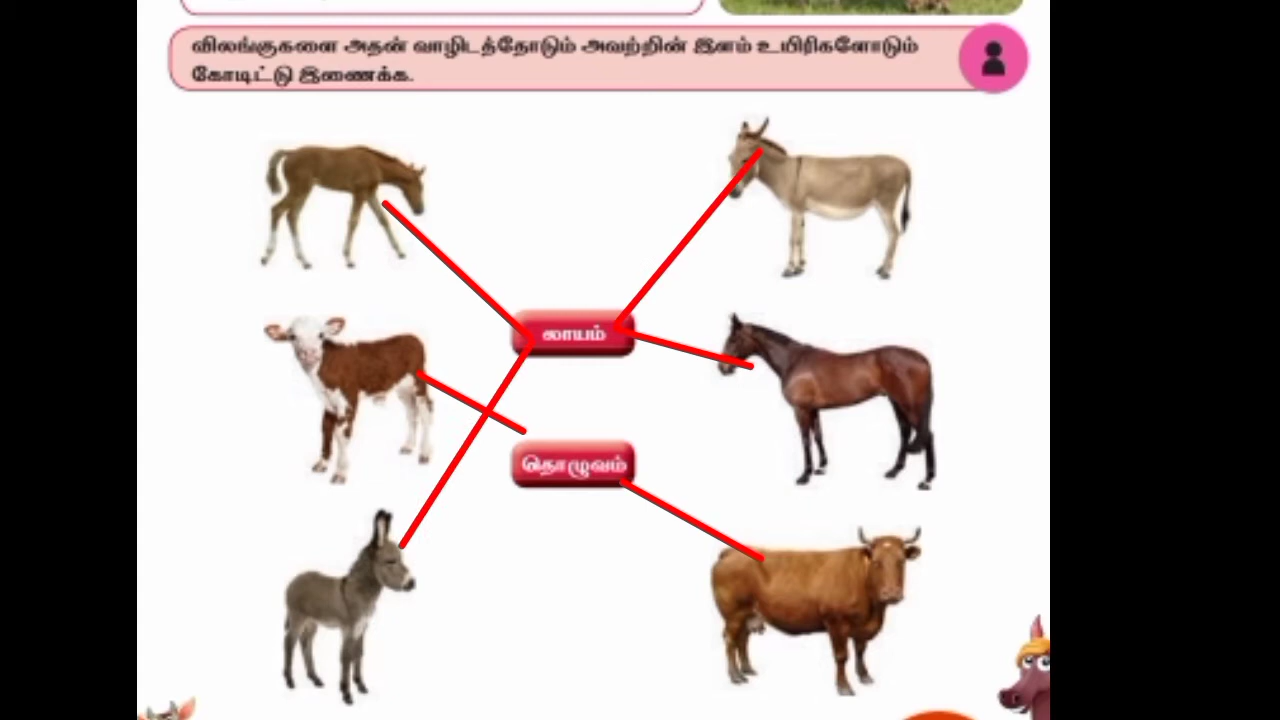 விலங்குகளை அதன் வாழிடத்தோடும் அவற்றின் இளம் உயிரிகளோடும்
கோடிட்டு இணைக்க.
லாயம்
தொழுவம்